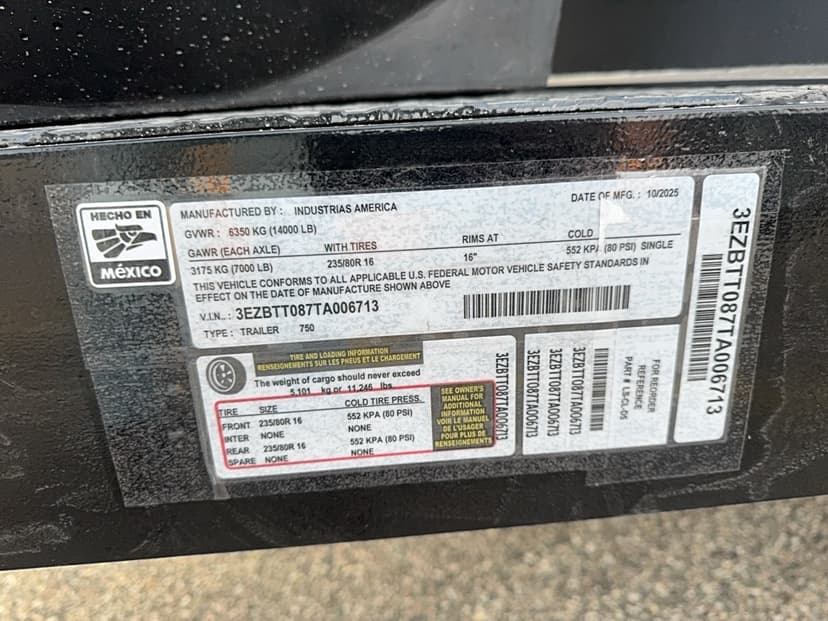 HECHO EN
MÉXICO
MANUFACTURED BY : INDUSTRIAS AMERICA
DATE OF MFG. : 10/2025
GVWR : 6350 KG (14000 LB)
GAWR (EACH AXLE) WITH TIRES RIMS AT COLD
3175 KG (7000 LB) 235/80R 16 16" 552 KPA (80 PSI) SINGLE
THIS VEHICLE CONFORMS TO ALL APPLICABLE U.S. FEDERAL MOTOR VEHICLE SAFETY STANDARDS IN
EFFECT ON THE DATE OF MANUFACTURE SHOWN ABOVE
V.I.N.. : 3EZBTT087TA006713
TYPE : TRAILER 750
TIRE AND LOADING INFORMATION
RENSEIGNEMENTS SUR LES PNEUS ET LE CHARGEMENT
The weight of cargo should never exceed
5,101 kg or 11,246 lbs
TIRE SIZE COLD TIRE PRESS.
FRONT 235/80R 16 552 KPA (80 PSI)
INTER NONE NONE
REAR 235/80R 16 552 KPA (80 PSI)
SPARE NONE NONE
SEE OWNER'S
MANUAL FOR
ADDITIONAL
INFORMATION
VOIR LE MANUEL
DE L'USAGER
POUR PLUS DE
RENSEIGNEMENTS
3EZBTT087TA006713
3EZBTT087TA006713
3EZBTT087TA006713
3EZBTT087TA006713
FOR REORDER
REFERENCE
PART # LS-CL-05
3EZBTT087TA006713